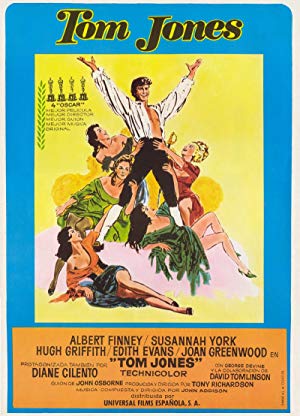 Tom Jones
4 "OSCAR"
MEJOR PELICULA
MEJOR DIRECTOR
MEJOR GUION
MEJOR MUSICA
ORIGINAL
ALBERT FINNEY / SUSANNAH YORK
HUGH GRIFFITH / EDITH EVANS / JOAN GREENWOOD EN
PROTAGONIZADA TAMBIEN POR
DIANE CILENTO
"TOM JONES"
TECHNICOLOR
CON GEORGE DEVINE
Y LA COLABORACION DE
DAVID TOMLINSON
GUION DE JOHN OSBORNE PRODUCIDA Y DIRIGIDA POR TONY RICHARDSON
MUSICA COMPUESTA Y DIRIGIDA POR JOHN ADDISON
distribuida por
UNIVERSAL FILMS ESPAÑOLA, S. A.